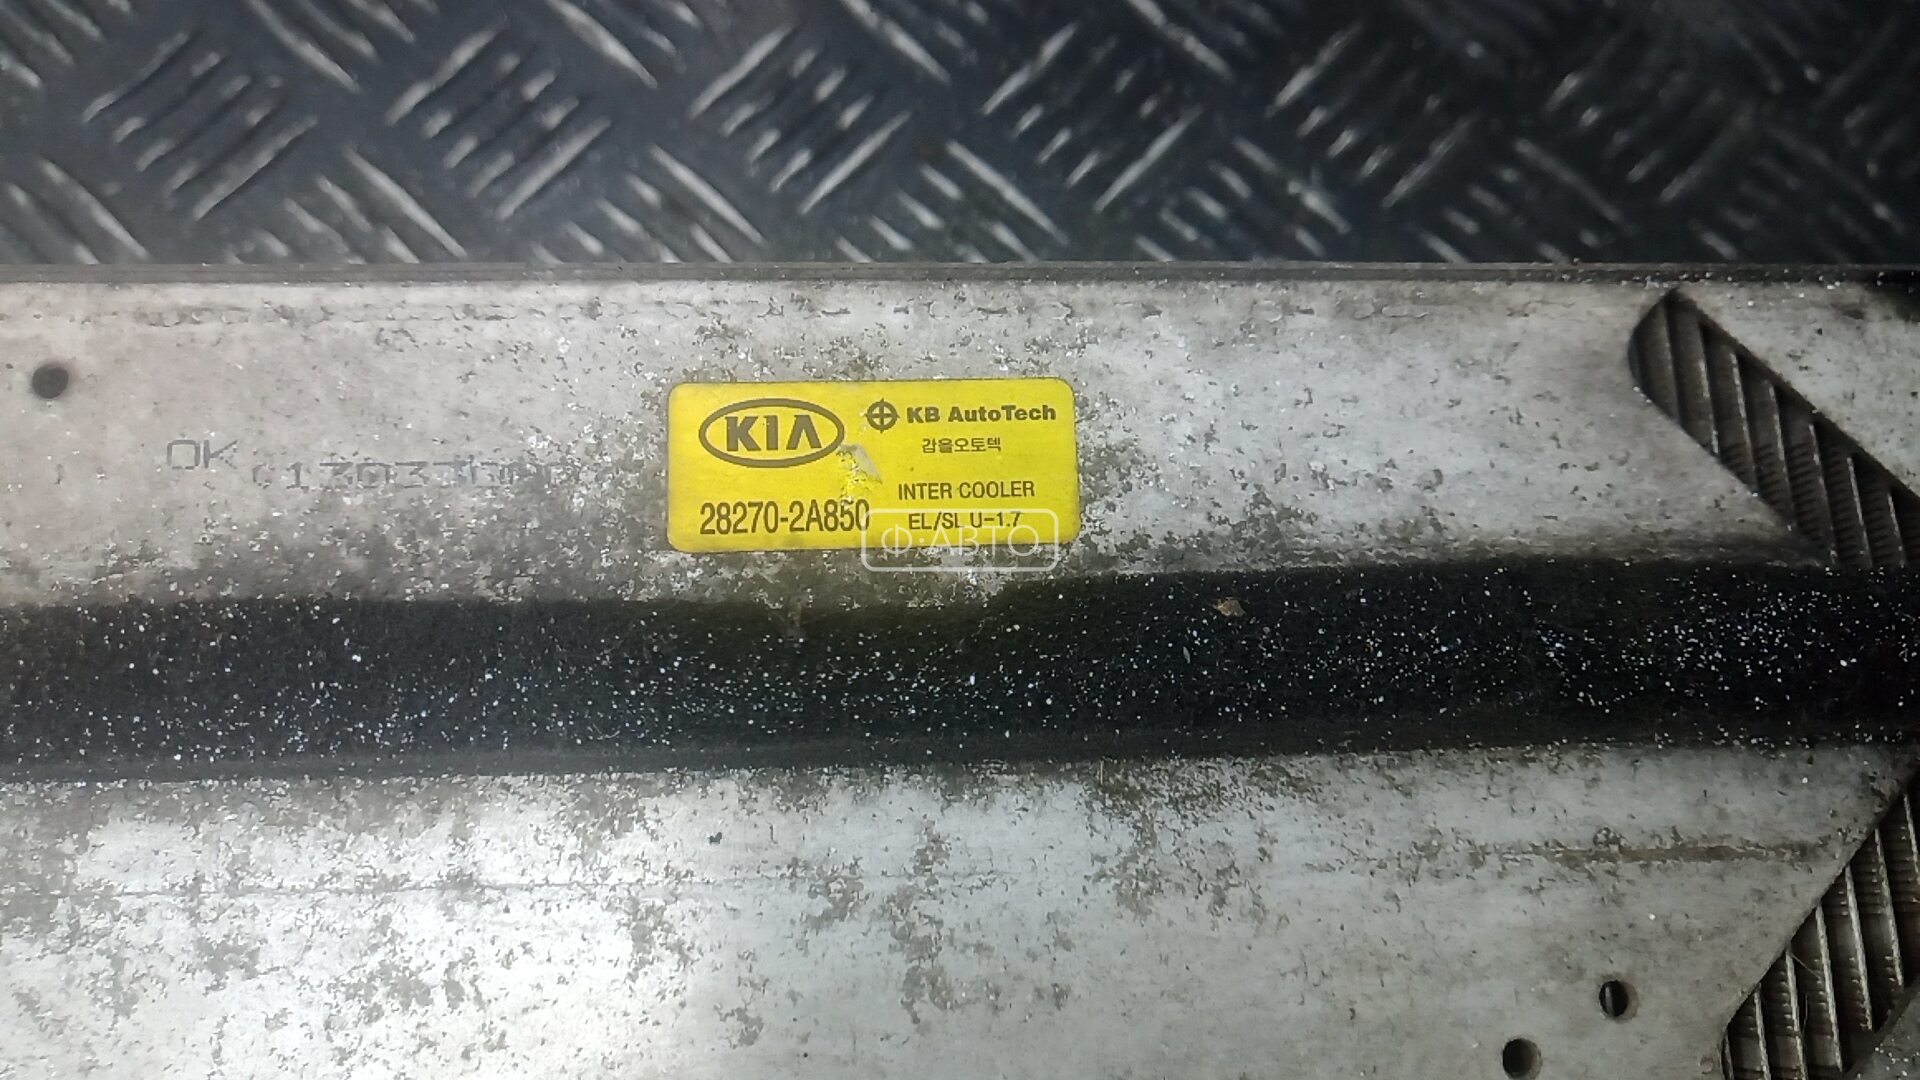 KIA
KB AutoTech
갑을오토텍
INTER COOLER
28270-2A850
EL/SL U-1.7
Ф·АВТО
OK